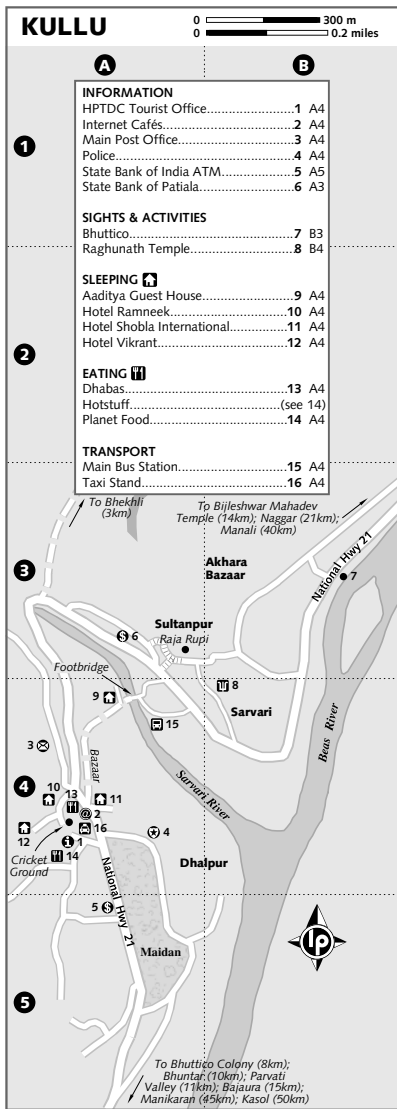 KULLU
0 300 m
0 0.2 miles
A B
INFORMATION
HPTDC Tourist Office..............................1 A4
Internet Cafés.......................................2 A4
Main Post Office....................................3 A4
Police...................................................4 A4
State Bank of India ATM.........................5 A5
State Bank of Patiala..............................6 A3
SIGHTS & ACTIVITIES
Bhuttico................................................7 B3
Raghunath Temple.................................8 B4
SLEEPING
Aaditya Guest House..............................9 A4
Hotel Ramneek....................................10 A4
Hotel Shobla International.....................11 A4
Hotel Vikrant.......................................12 A4
EATING
Dhabas...............................................13 A4
Hotstuff.........................................(see 14)
Planet Food.........................................14 A4
TRANSPORT
Main Bus Station..................................15 A4
Taxi Stand...........................................16 A4
1
2
3
4
5
To Bhekhli
(3km)
To Bijleshwar Mahadev
Temple (14km); Naggar (21km);
Manali (40km)
Akhara
Bazaar
National Hwy 21
7
Sultanpur
Raja Rupi
$ 6
Footbridge
8
9
Sarvari
15
Beas River
3
Bazaar
Sarvari River
10
13
11
@ 2
16
4
12
i 1
14
Cricket
Ground
Dhalpur
National Hwy 21
5 $
Maidan
lp
To Bhuttico Colony (8km);
Bhuntar (10km); Parvati
Valley (11km); Bajaura (15km);
Manikaran (45km); Kasol (50km)